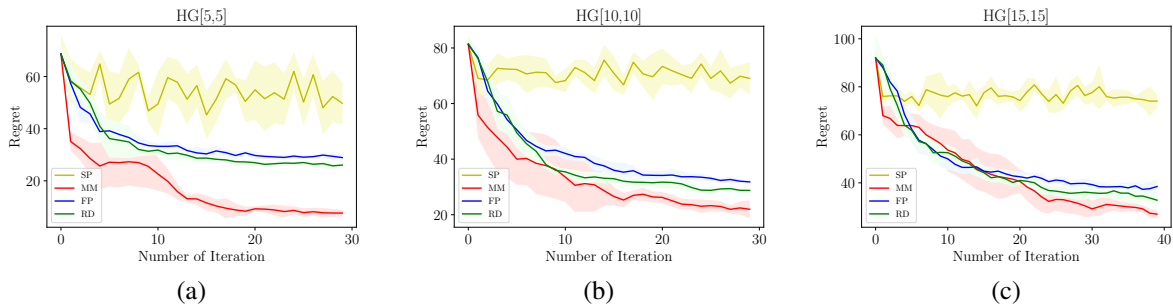 HG[5,5]
Regret
60
40
20
SP
MM
FP
RD
0
10
20
30
Number of Iteration
(a)
HG[10,10]
Regret
80
60
40
20
SP
MM
FP
RD
0
10
20
30
Number of Iteration
(b)
HG[15,15]
Regret
100
80
60
40
SP
MM
FP
RD
0
10
20
30
40
Number of Iteration
(c)